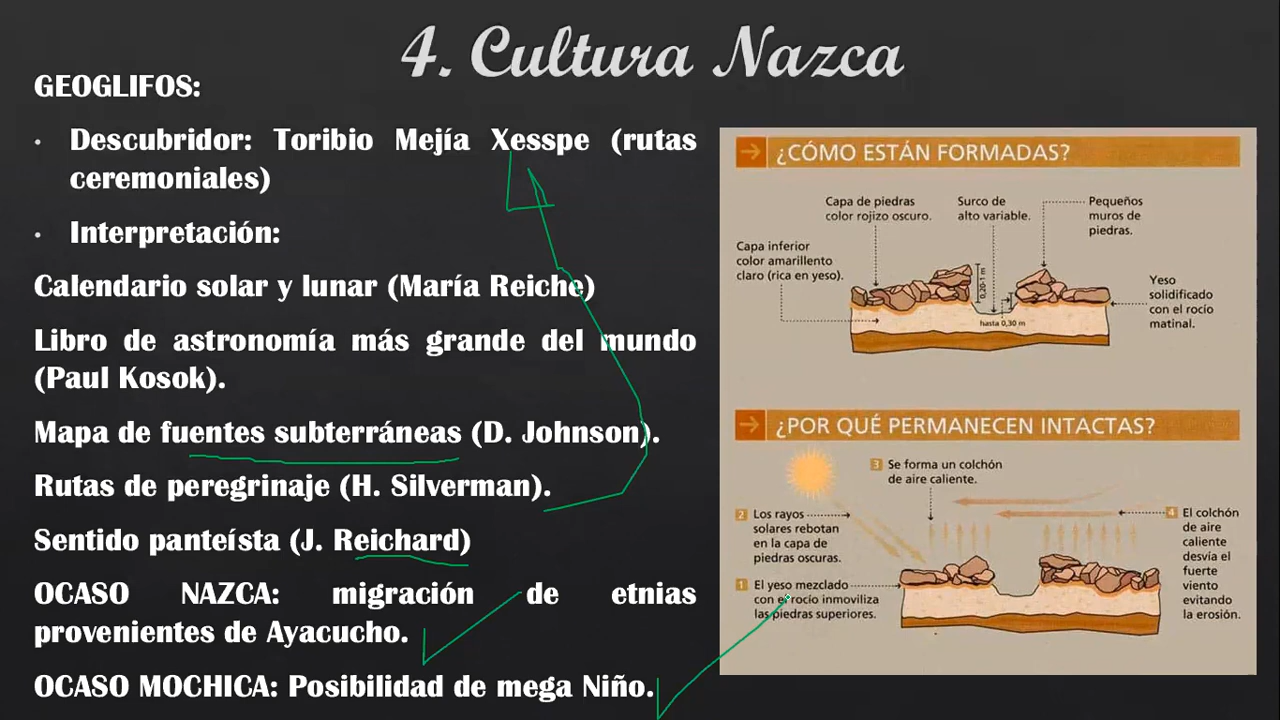 4. Cultura Nazca
GEOGLIFOS:
• Descubridor: Toribio Mejía Xesspe (rutas
ceremoniales)
• Interpretación:
Calendario solar y lunar (María Reiche)
Libro de astronomía más grande del mundo
(Paul Kosok).
Mapa de fuentes subterráneas (D. Johnson).
Rutas de peregrinaje (H. Silverman).
Sentido panteísta (J. Reichard)
OCASO NAZCA: migración de etnias
provenientes de Ayacucho.
OCASO MOCHICA: Posibilidad de mega Niño.
¿CÓMO ESTÁN FORMADAS?
Capa de piedras
color rojizo oscuro.
Surco de
alto variable.
Pequeños
muros de
piedras.
Capa inferior
color amarillento
claro (rica en yeso).
0,20-1 m
hasta 0,30 m
Yeso
solidificado
con el rocío
matinal.
¿POR QUÉ PERMANECEN INTACTAS?
3 Se forma un colchón
de aire caliente.
2 Los rayos
solares rebotan
en la capa de
piedras oscuras.
4 El colchón
de aire
caliente
desvía el
fuerte
viento
evitando
la erosión.
1 El yeso mezclado
con el rocío inmoviliza
las piedras superiores.